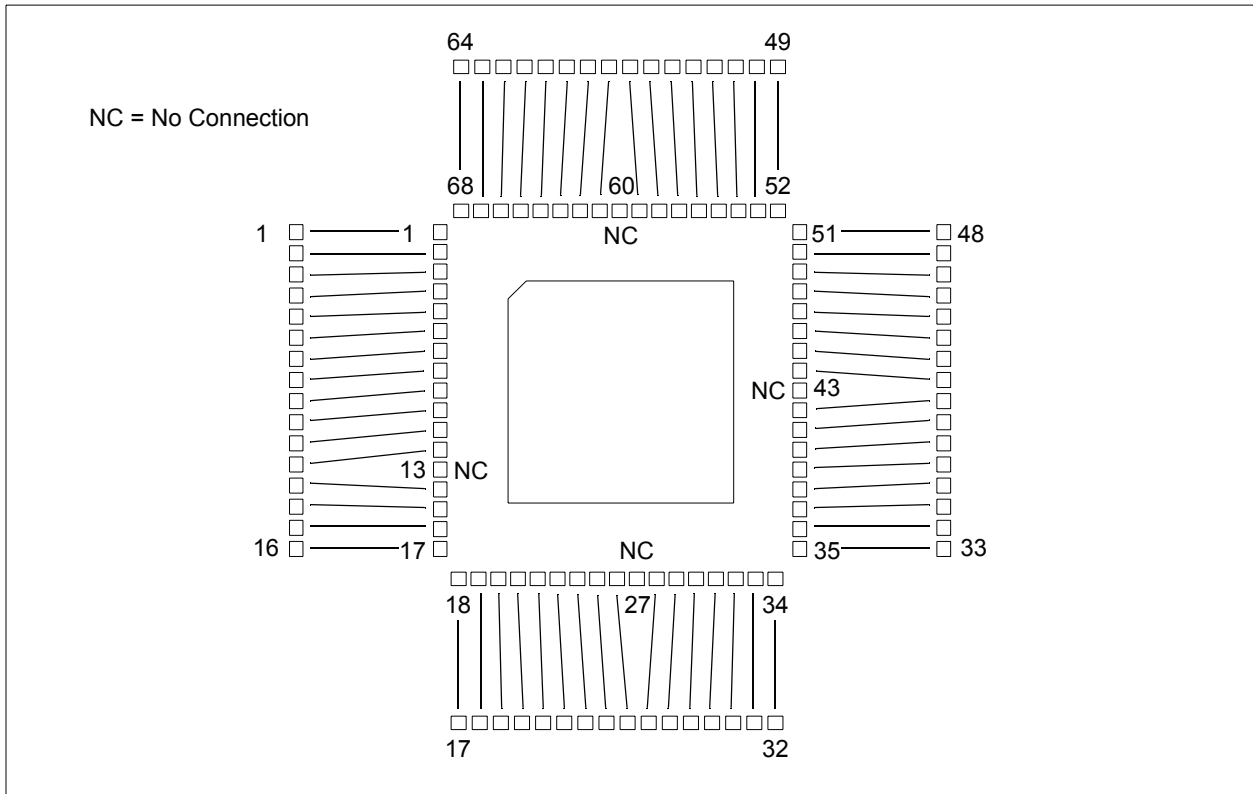 64 49
NC = No Connection
68 60 52
1 1 NC 51 48
NC 43
13 NC
16 17 NC 35 33
18 27 34
17 32